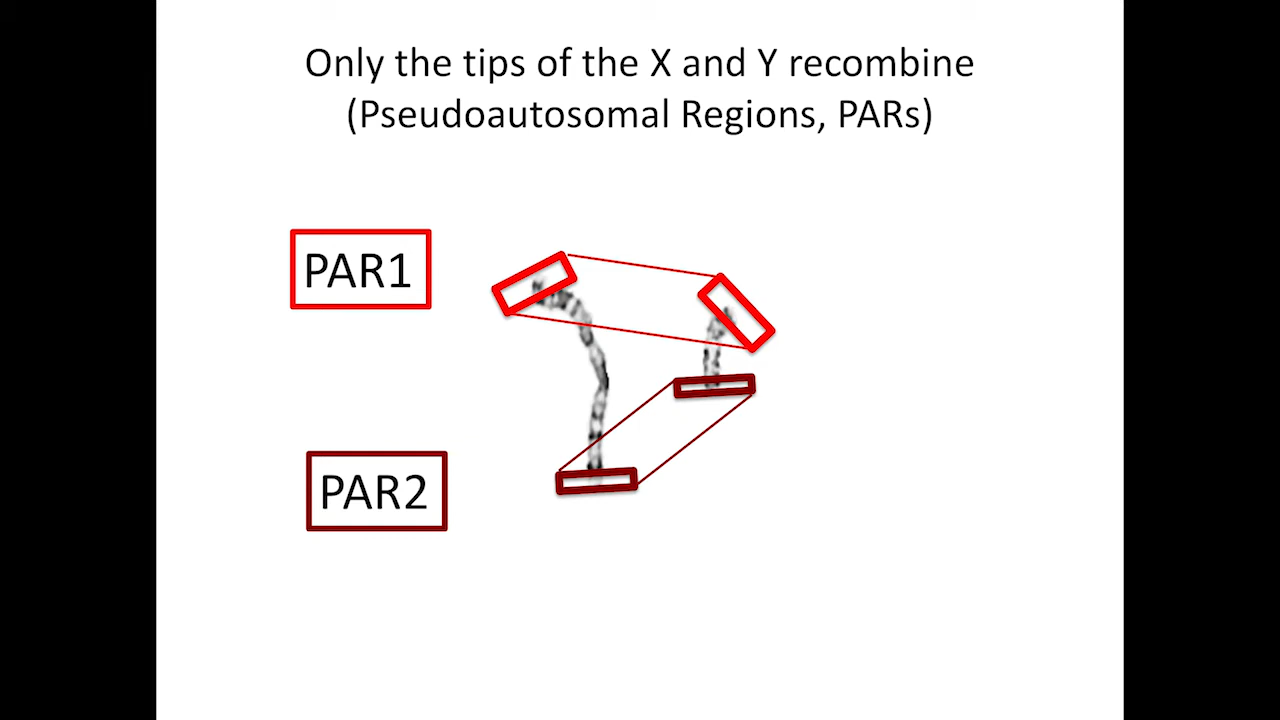 Only the tips of the X and Y recombine
(Pseudoautosomal Regions, PARs)
PAR1
PAR2